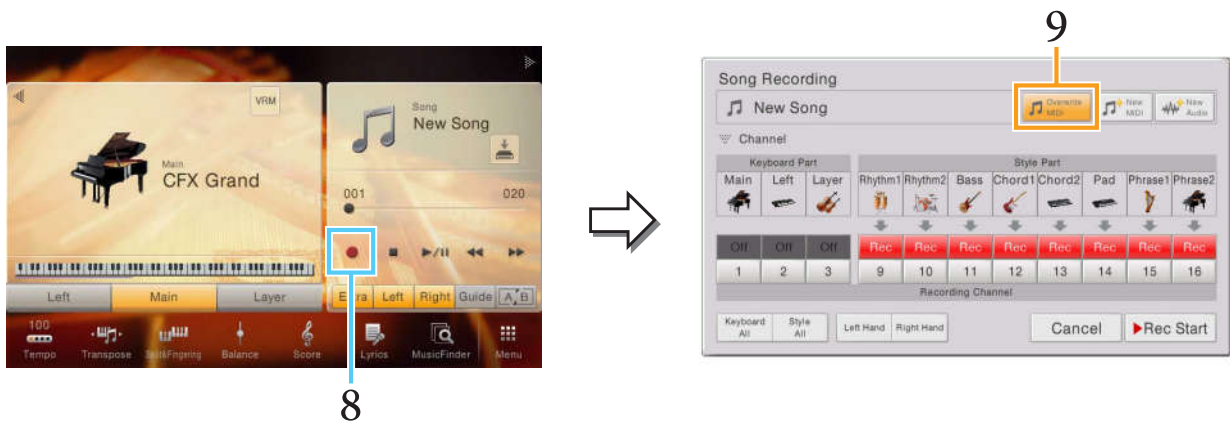 9
VRM
Main
CFX Grand
Song
New Song
001 020
Left Main Layer Extra Left Right Guide A B
100
Tempo Transpose Split&Fingering Balance Score Lyrics MusicFinder Menu
8
Song Recording
New Song
Overwrite MIDI
New MIDI
New Audio
Channel
Keyboard Part Style Part
Main Left Layer Rhythm1 Rhythm2 Bass Chord1 Chord2 Pad Phrase1 Phrase2
Off Off Off Rec Rec Rec Rec Rec Rec Rec Rec
1 2 3 9 10 11 12 13 14 15 16
Recording Channel
Keyboard All
Style All
Left Hand Right Hand Cancel Rec Start